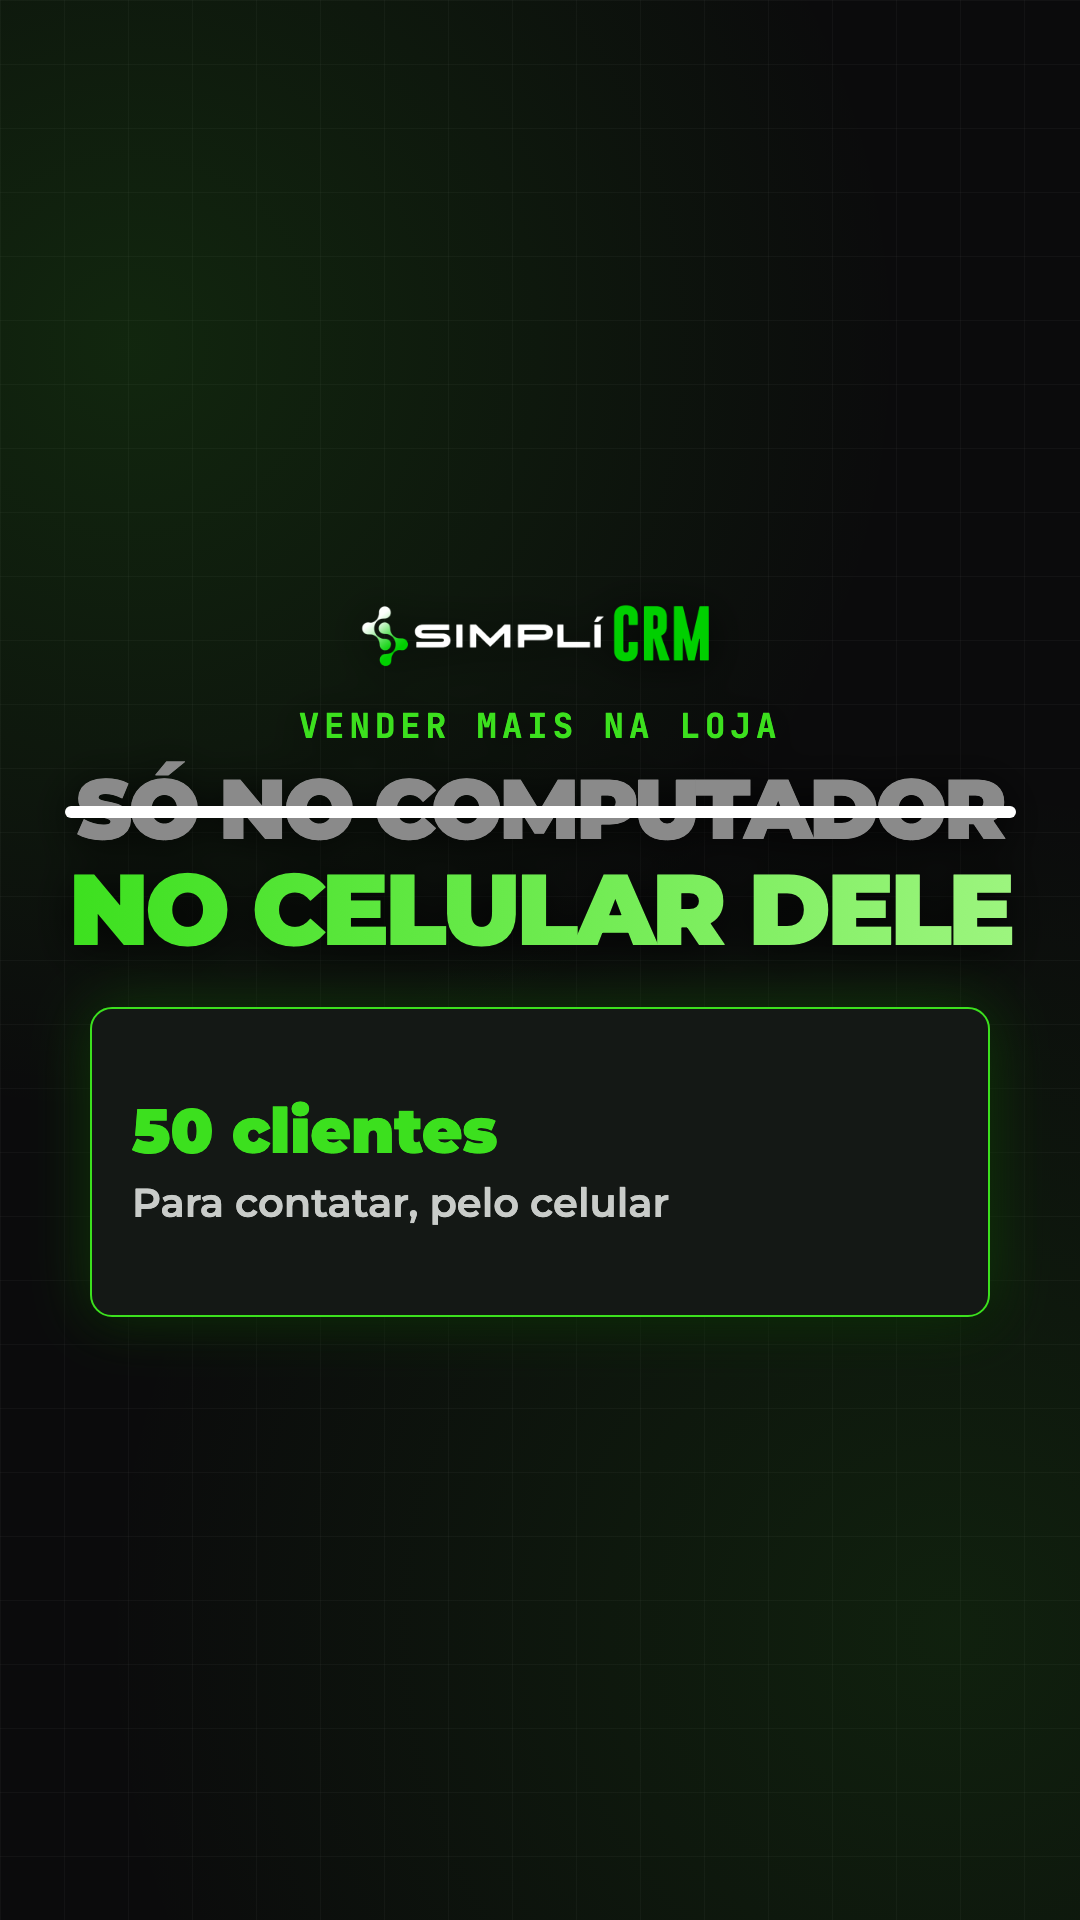 SIMPLÍ CRM
VENDER MAIS NA LOJA
SÓ NO COMPUTADOR
NO CELULAR DELE
50 clientes
Para contatar, pelo celular